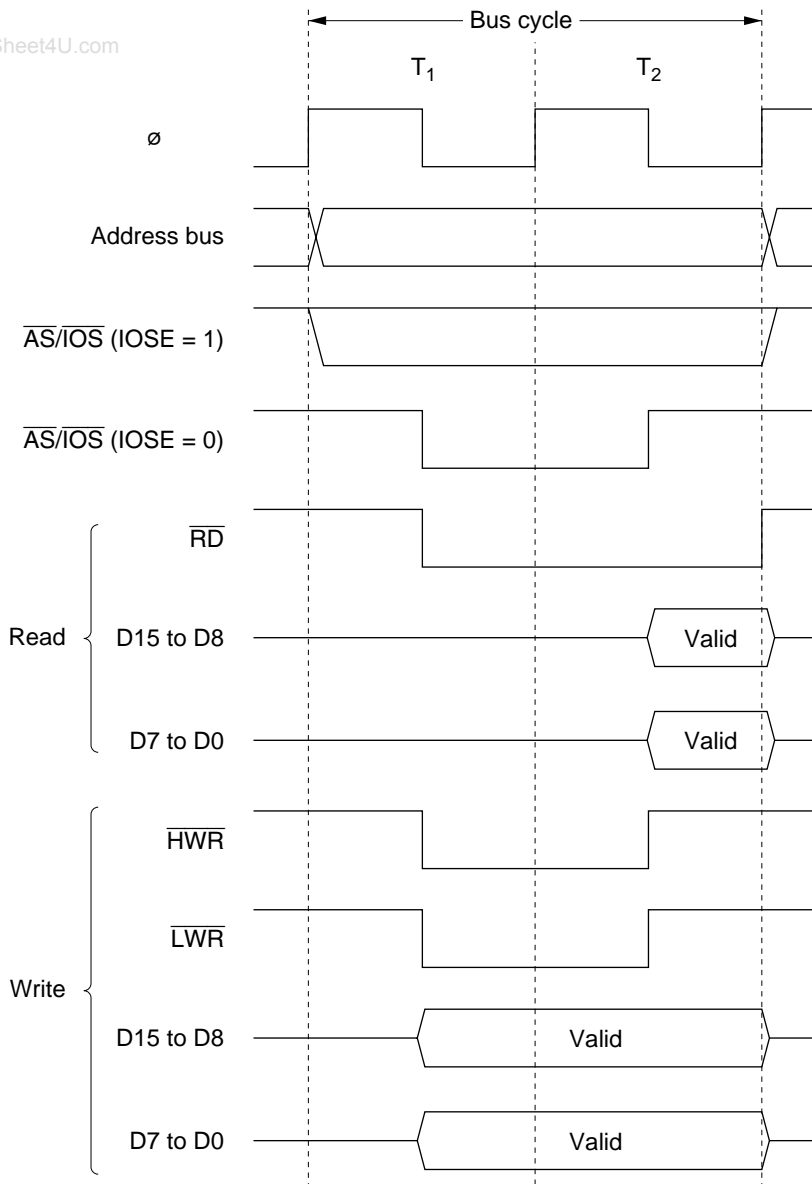 Bus cycle
Sheet4U.com
T1 T2
ø
Address bus
AS/IOS (IOSE = 1)
AS/IOS (IOSE = 0)
RD
Read D15 to D8 Valid
D7 to D0 Valid
HWR
LWR
Write
D15 to D8 Valid
D7 to D0 Valid